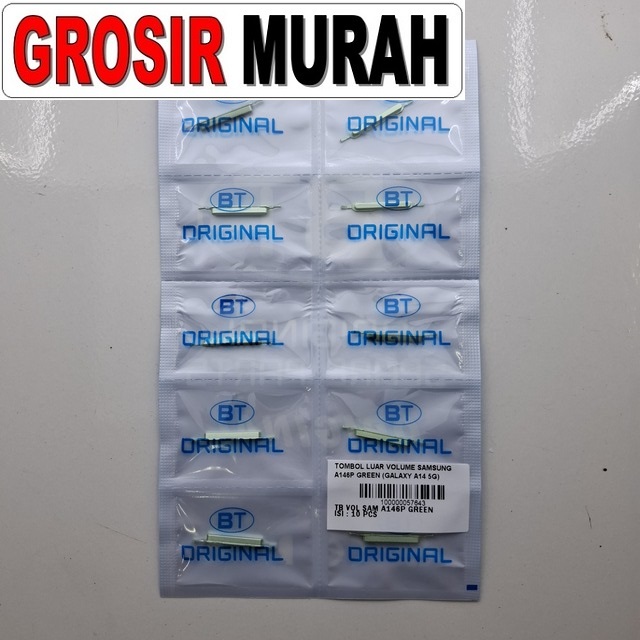 GROSIR MURAH
ORIGINAL ORIGINAL
BT BT
ORIGINAL ORIGINAL
BT BT
ORIGINAL ORIGINAL
BT BT
ORIGINAL ORIGINAL
TOMBOL LUAR VOLUME SAMSUNG
A146P GREEN (GALAXY A14 5G)
100000057643
TB VOL SAM A146P GREEN
ISI : 10 PCS
BT
ORIGINAL ORIGINAL